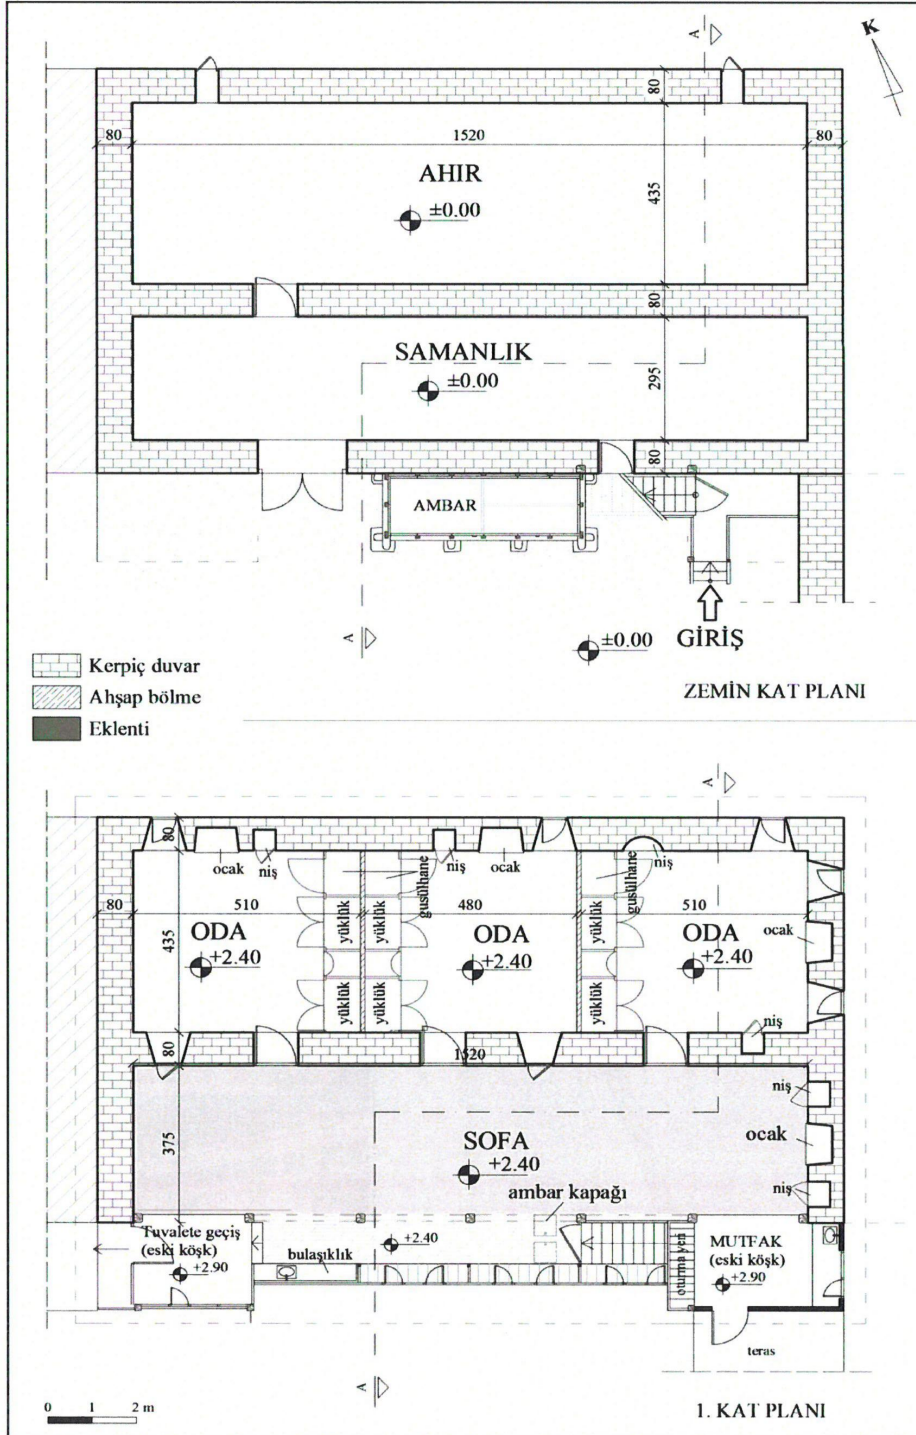 K
A
A
80
80
1520
80
AHIR
±0.00
435
80
SAMANLIK
±0.00
295
80
AMBAR
A
±0.00
GİRİŞ
ZEMİN KAT PLANI
Kerpiç duvar
Ahşap bölme
Eklenti
A
80
ocak
niş
niş
ocak
niş
gusülhane
gusülhane
80
510
480
510
yüklük
yüklük
yüklük
ODA
+2.40
ODA
+2.40
ODA
+2.40
ocak
435
yüklük
yüklük
yüklük
niş
80
1520
niş
375
SOFA
+2.40
ocak
ambar kapağı
niş
Tuvalete geçiş
(eski köşk)
+2.90
+2.40
bulaşıklık
oturma yeri
MUTFAK
(eski köşk)
+2.90
teras
A
0 1 2 m
1. KAT PLANI